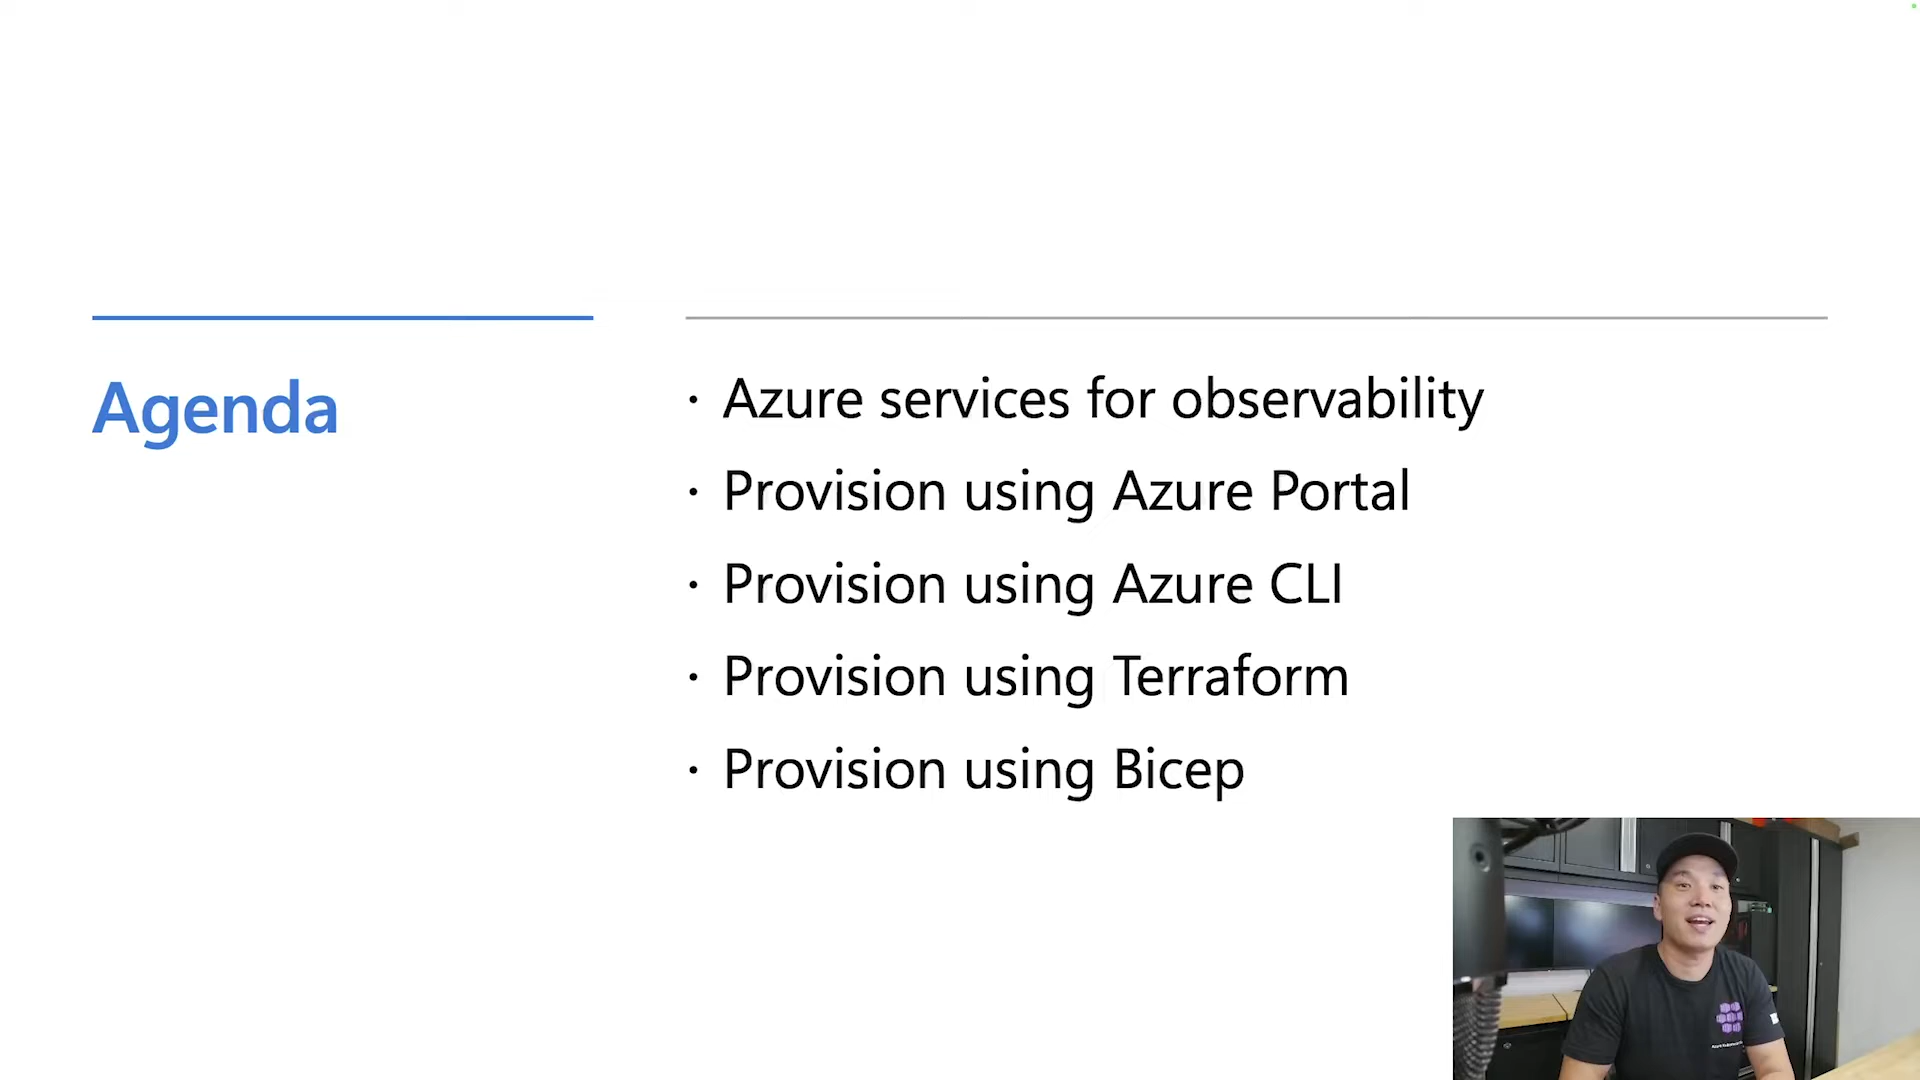 Agenda
· Azure services for observability
· Provision using Azure Portal
· Provision using Azure CLI
· Provision using Terraform
· Provision using Bicep